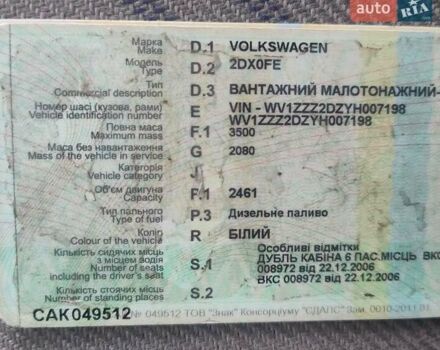 auto RIA
Марка D.1 VOLKSWAGEN
Make
Модель D.2 2DX0FE
Type
Тип D.3 ВАНТАЖНИЙ МАЛОТОНАЖНИЙ-
Commercial description
Номер шасі (кузова, рами) E VIN - WV1ZZZ2DZYH007198
Vehicle identification number WV1ZZZ2DZYH007198
Повна маса F.1 3500
Maximum mass
Маса без навантаження G 2080
Mass of the vehicle in service
Категорія J
Vehicle category
Об'єм двигуна P.1 2461
Capacity
Тип пального P.3 Дизельне паливо
Type of fuel
Колір R БІЛИЙ
Colour of the vehicle
Кількість сидячих місць S.1 Особливі відмітки
з місцем водія ДУБЛЬ КАБІНА 6 ПАС.МІСЦЬ ВКС
Number of seats 008972 від 22.12.2006
including the driver's seat ВКС 008972 від 22.12.2006
Кількість стоячих місць S.2
Number of standing places
САК049512 № 049512 ТОВ "Знак" Консорціуму "ЄДАПС" Зам. 0010-2011